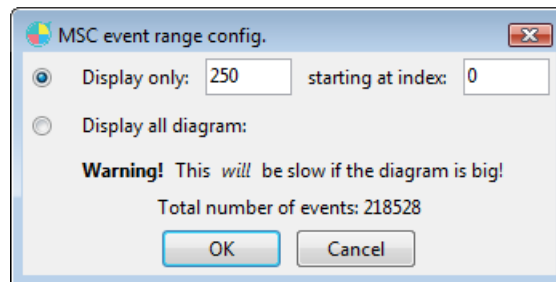 MSC event range config.
Display only: 250 starting at index: 0
Display all diagram:
Warning! This will be slow if the diagram is big!
Total number of events: 218528
OK Cancel